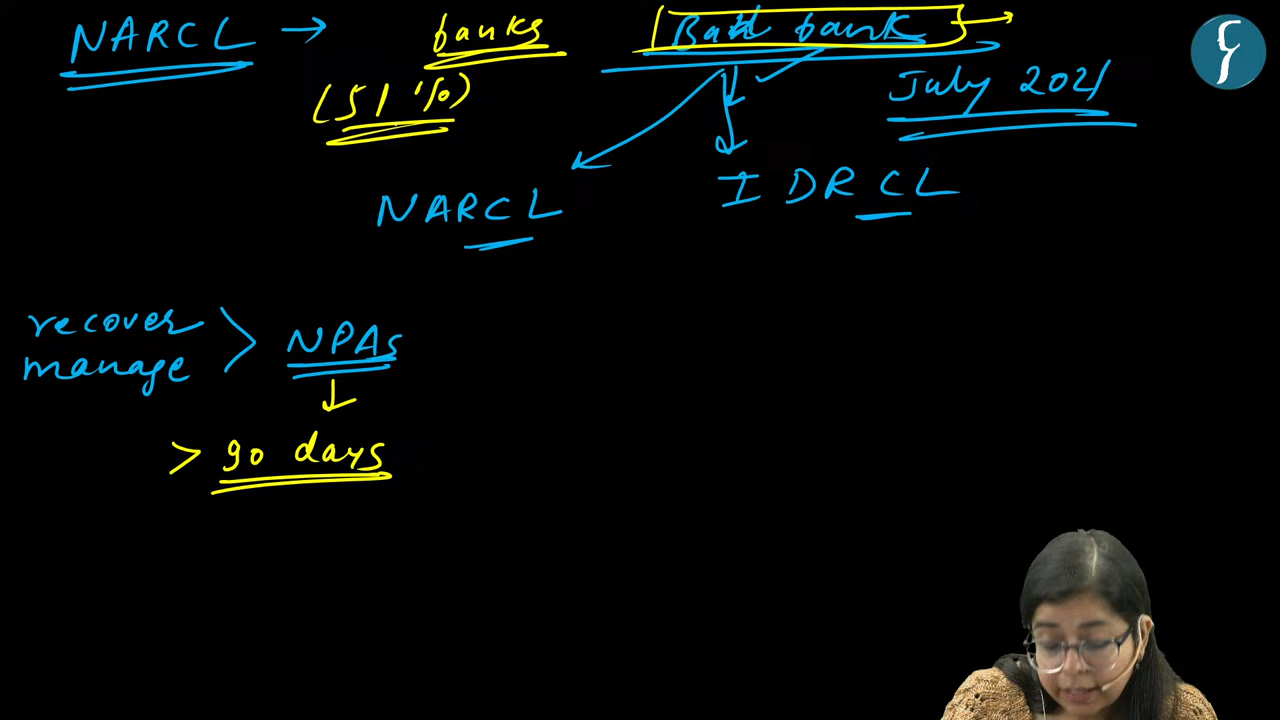 NARCL → banks Bad bank →
(51 %) July 2021
NARCL IDRCL
recover
manage > NPAs
↓
> 90 days